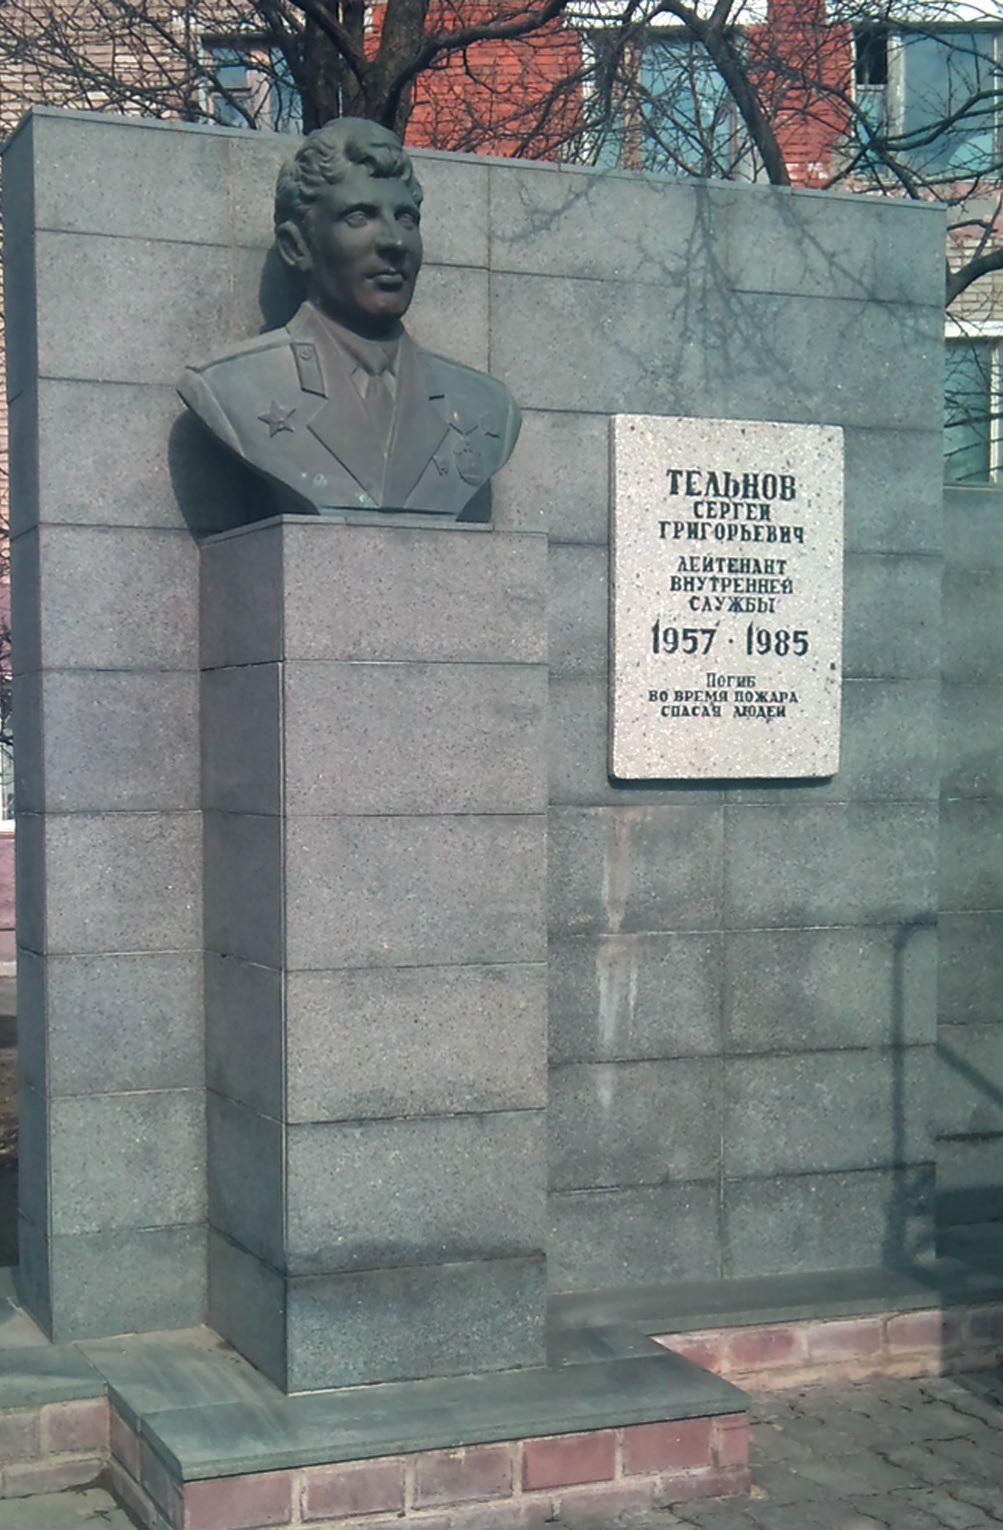 ТЕЛЬНОВ
СЕРГЕЙ
ГРИГОРЬЕВИЧ
ЛЕЙТЕНАНТ
ВНУТРЕННЕЙ
СЛУЖБЫ
1957 · 1985
ПОГИБ
ВО ВРЕМЯ ПОЖАРА
СПАСАЯ ЛЮДЕЙ